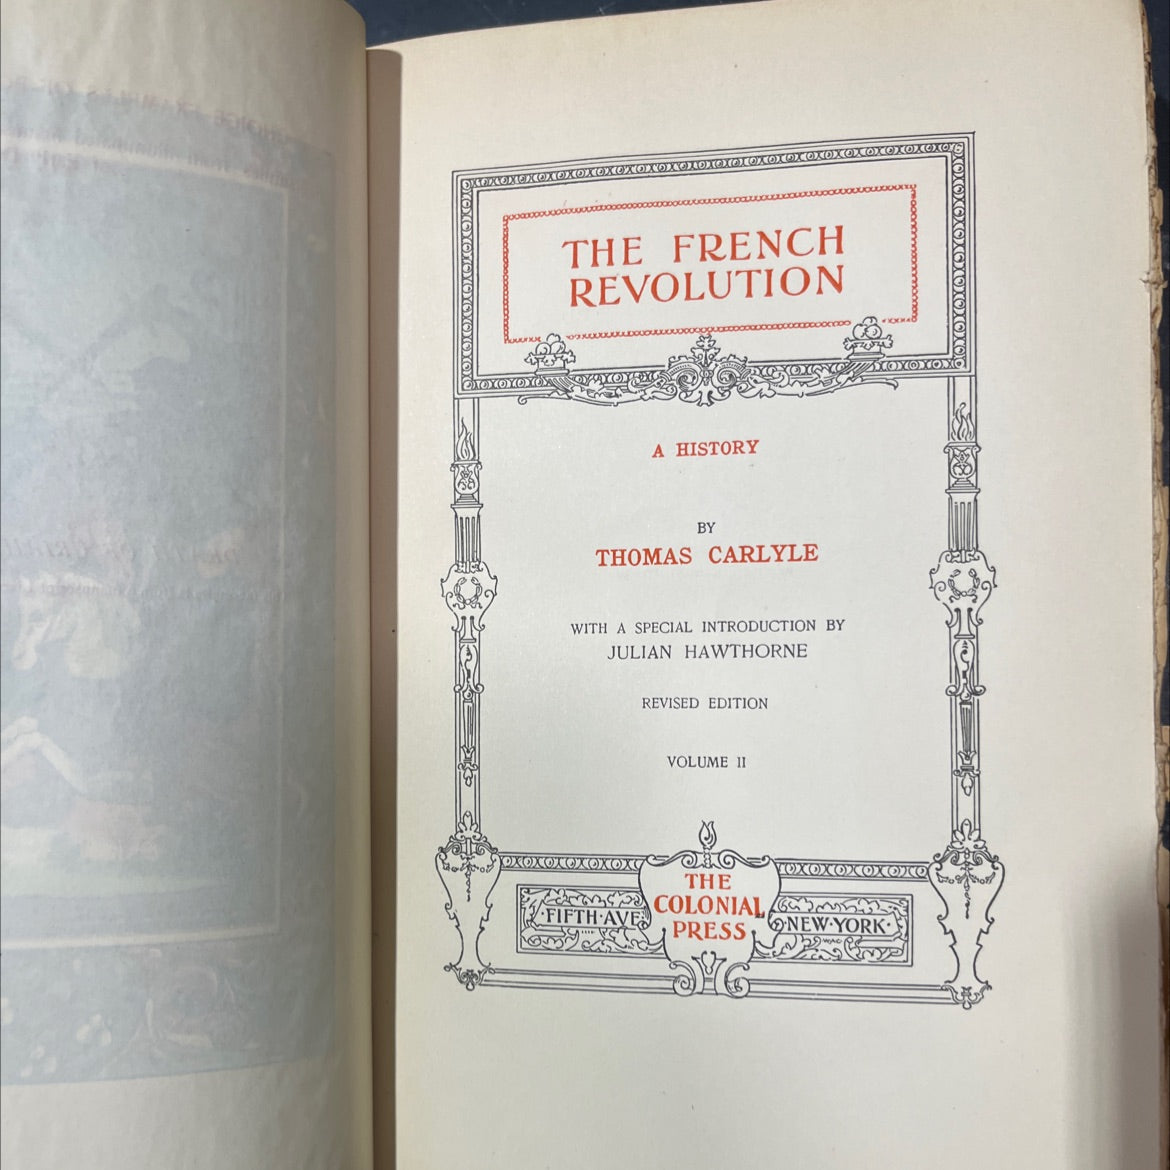 THE FRENCH
REVOLUTION
A HISTORY
BY
THOMAS CARLYLE
WITH A SPECIAL INTRODUCTION BY
JULIAN HAWTHORNE
REVISED EDITION
VOLUME II
THE
COLONIAL
PRESS
·FIFTH·AVE·
·NEW·YORK·